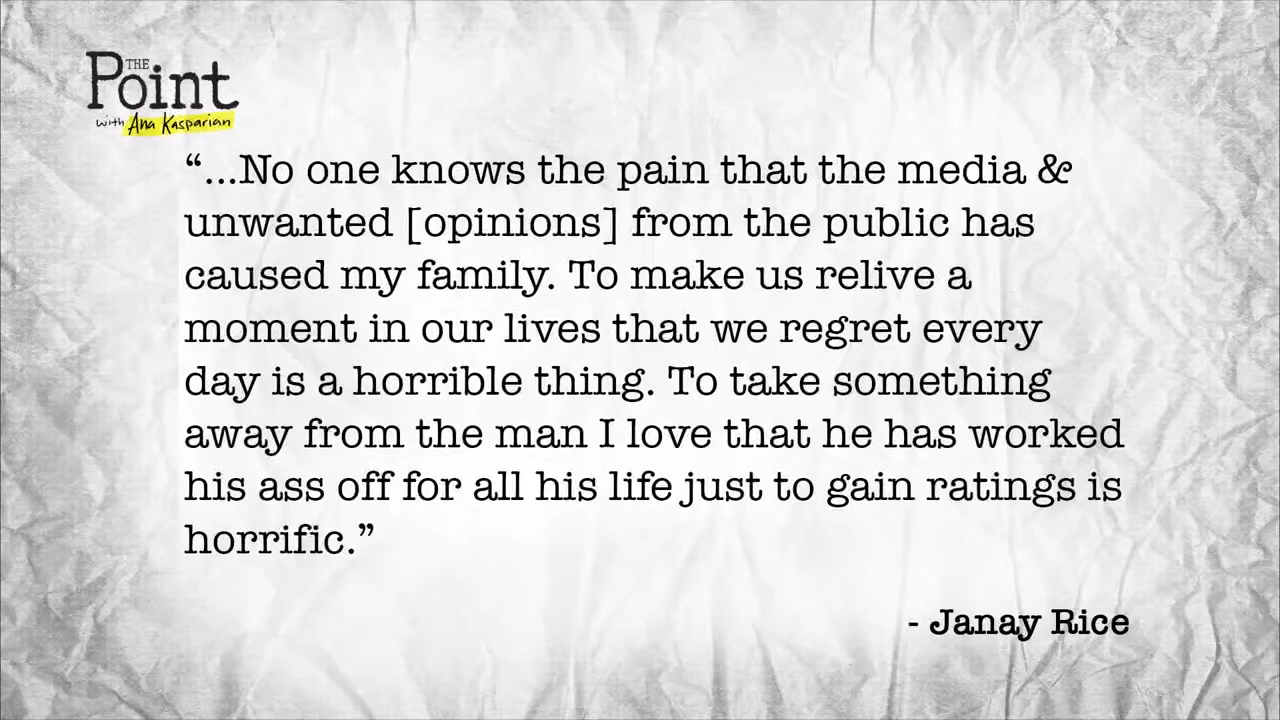 THE
Point
with Ana Kasparian
“...No one knows the pain that the media &
unwanted [opinions] from the public has
caused my family. To make us relive a
moment in our lives that we regret every
day is a horrible thing. To take something
away from the man I love that he has worked
his ass off for all his life just to gain ratings is
horrific.”
- Janay Rice